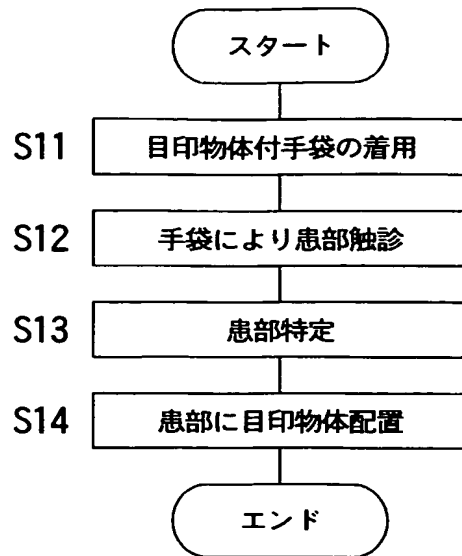 スタート
S11 目印物体付手袋の着用
S12 手袋により患部触診
S13 患部特定
S14 患部に目印物体配置
エンド